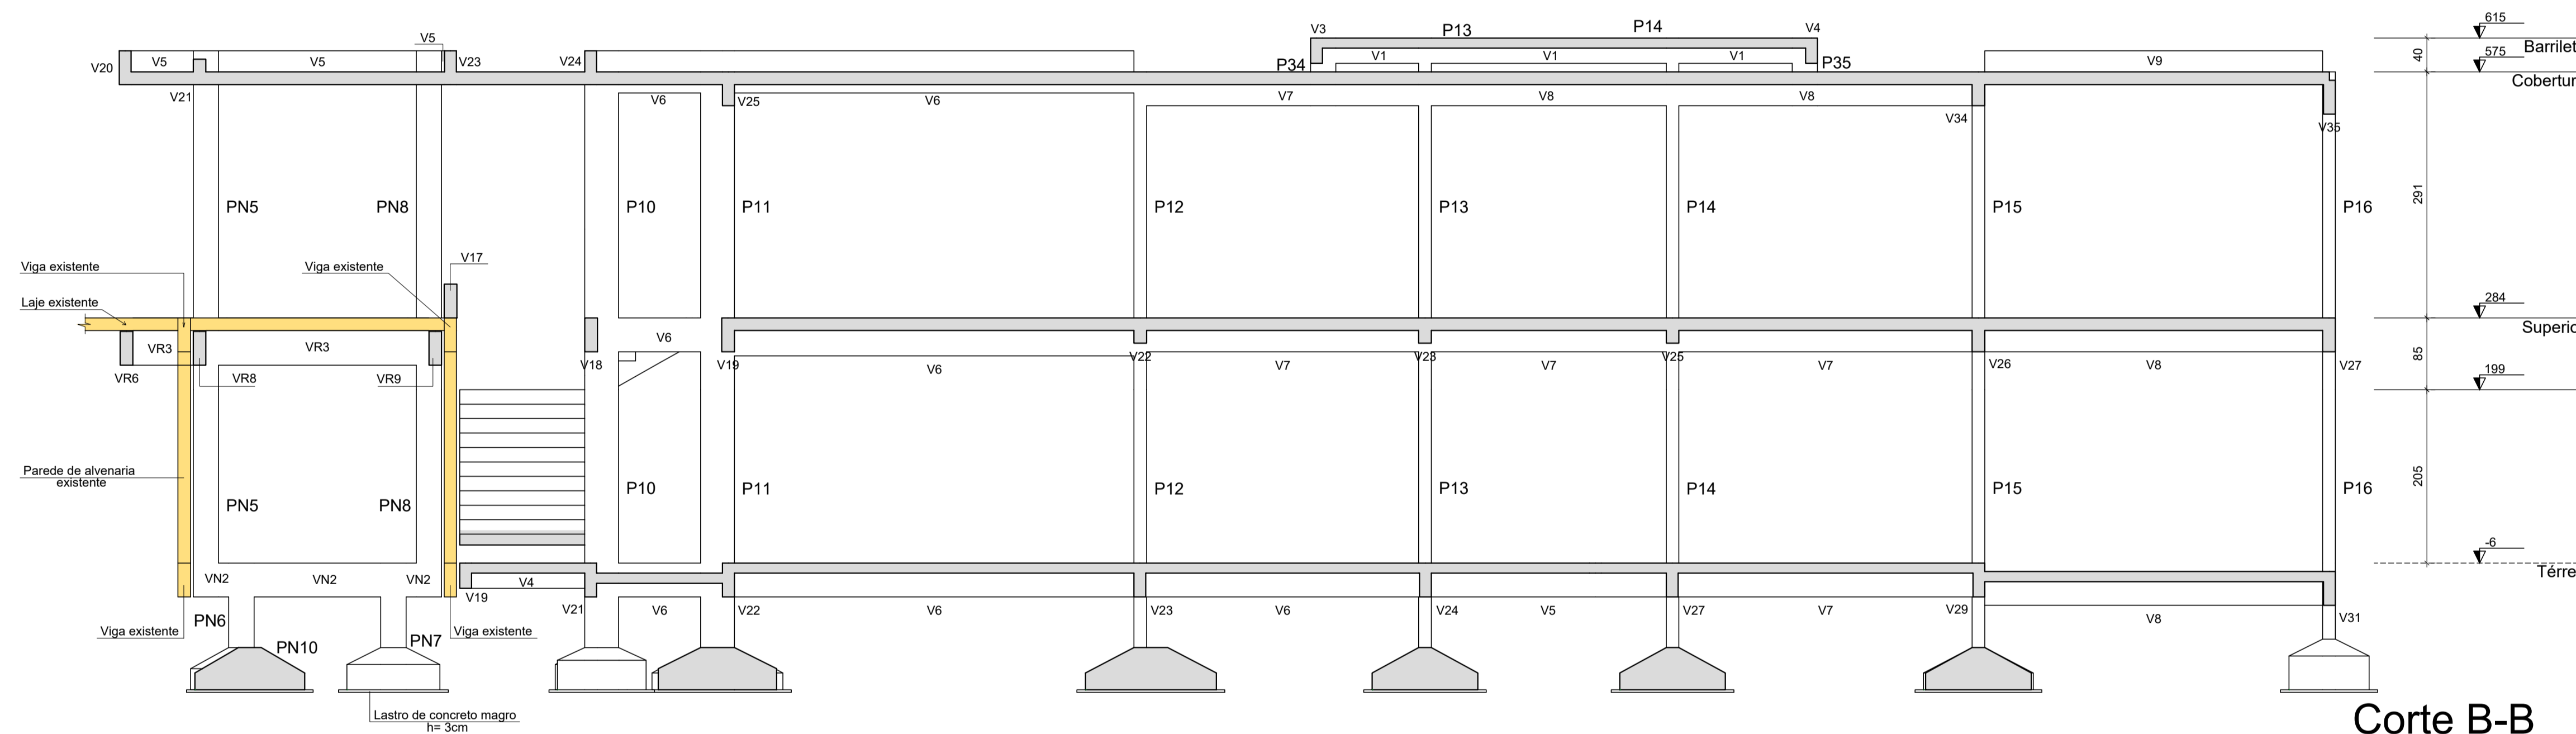 615
V3
P13
P14
V4
Barrilet
40
575
V5
V20
V5
V5
V23
V24
P34
V1
V1
V1
P35
V9
Cobertur
V21
V6
V25
V6
V7
V8
V8
V34
V35
291
PN5
PN8
P10
P11
P12
P13
P14
P15
P16
Viga existente
Viga existente
V17
Laje existente
284
Superio
VR3
VR3
V6
VR6
VR8
VR9
V18
V19
V6
V22
V7
V23
V7
V25
V7
V26
V8
V27
85
199
Parede de alvenaria
existente
205
PN5
PN8
P10
P11
P12
P13
P14
P15
P16
-6
Térre
VN2
VN2
VN2
V4
V19
V21
V6
V22
V6
V23
V6
V24
V5
V27
V7
V29
V8
V31
PN6
Viga existente
PN10
PN7
Viga existente
Lastro de concreto magro
h= 3cm
Corte B-B